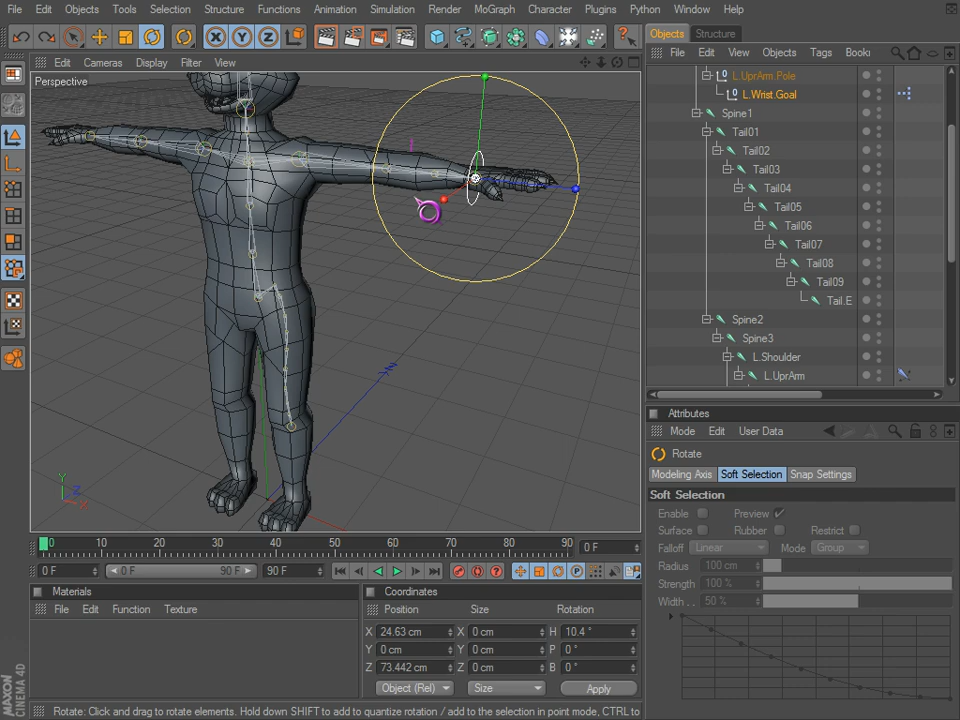 File Edit Objects Tools Selection Structure Functions Animation Simulation Render MoGraph Character Plugins Python Window Help
X Y Z
Objects Structure
File Edit View Objects Tags Book
Edit Cameras Display Filter View
Perspective
L.UprArm.Pole
L.Wrist.Goal
Spine1
Tail01
Tail02
Tail03
Tail04
Tail05
Tail06
Tail07
Tail08
Tail09
Tail.E
Spine2
Spine3
L.Shoulder
L.UprArm
Y
Z
X
Attributes
Mode Edit User Data
Rotate
Modeling Axis Soft Selection Snap Settings
Soft Selection
Enable Preview
Surface Rubber Restrict
Falloff Linear Mode Group
Radius 100 cm
Strength 100 %
Width . . 50 %
0 10 20 30 40 50 60 70 80 90 0 F
0 F 0 F 90 F 90 F
Materials
File Edit Function Texture
Coordinates
Position Size Rotation
X 24.63 cm X 0 cm H 10.4 °
Y 0 cm Y 0 cm P 0 °
Z 73.442 cm Z 0 cm B 0 °
Object (Rel) Size Apply
MAXON
CINEMA 4D
Rotate: Click and drag to rotate elements. Hold down SHIFT to add to quantize rotation / add to the selection in point mode, CTRL to